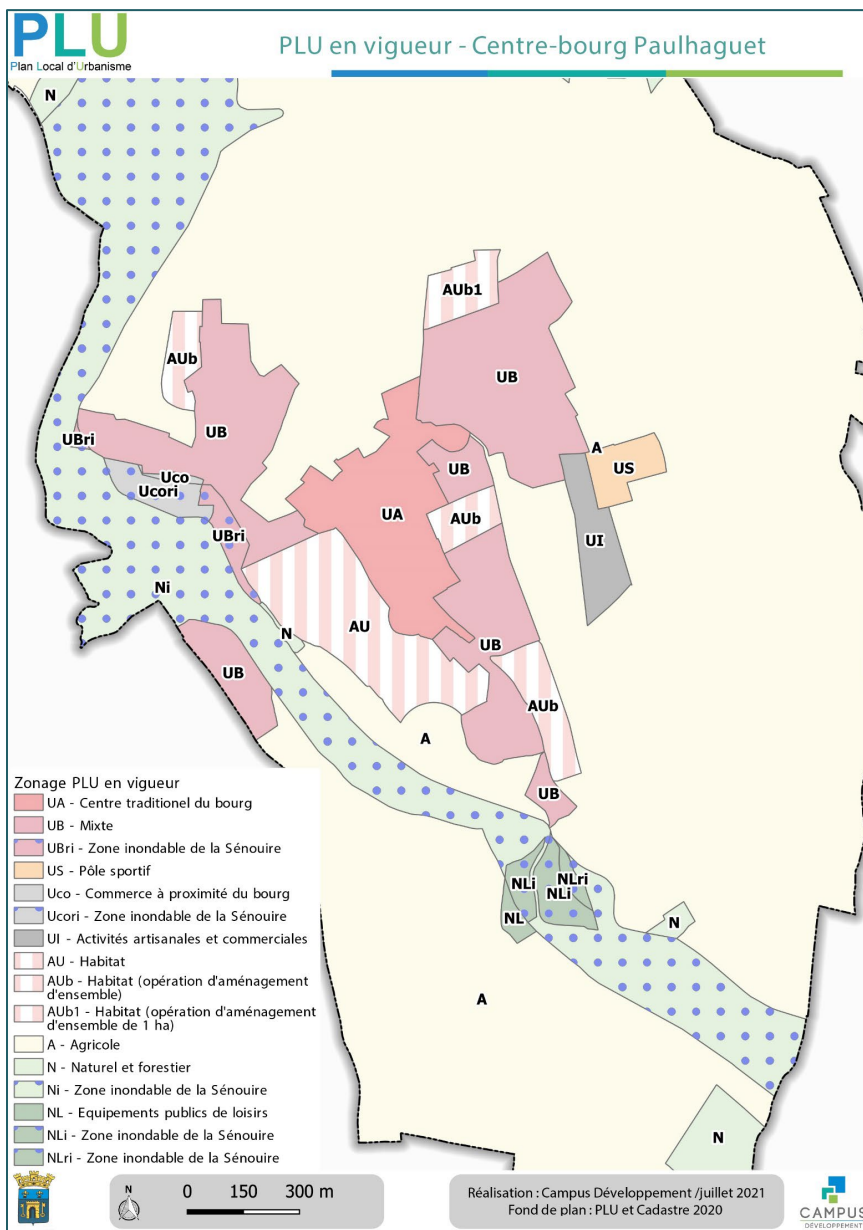 PLU
Plan Local d'Urbanisme
PLU en vigueur - Centre-bourg Paulhaguet
N
AUb1
AUb
UB
UB
UBri
A
US
UB
Uco
Ucori
UA
AUb
UI
UBri
Ni
AU
N
UB
UB
AUb
A
UB
NLi
NLri
NLi
NL
N
A
N
Zonage PLU en vigueur
UA - Centre traditionel du bourg
UB - Mixte
UBri - Zone inondable de la Sénouire
US - Pôle sportif
Uco - Commerce à proximité du bourg
Ucori - Zone inondable de la Sénouire
UI - Activités artisanales et commerciales
AU - Habitat
AUb - Habitat (opération d'aménagement
d'ensemble)
AUb1 - Habitat (opération d'aménagement
d'ensemble de 1 ha)
A - Agricole
N - Naturel et forestier
Ni - Zone inondable de la Sénouire
NL - Equipements publics de loisirs
NLi - Zone inondable de la Sénouire
NLri - Zone inondable de la Sénouire
N
0 150 300 m
Réalisation : Campus Développement /juillet 2021
Fond de plan : PLU et Cadastre 2020
CAMPUS
DÉVELOPPEMENT